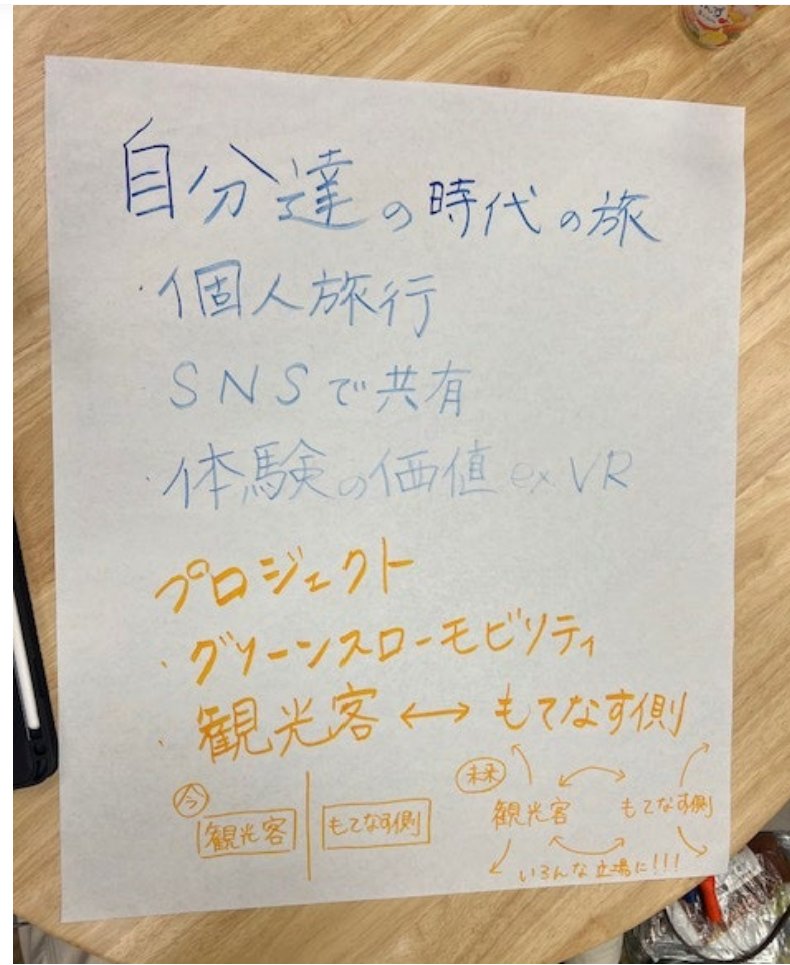 自分達の時代の旅
・個人旅行
SNSで共有
・体験の価値 ex VR
プロジェクト
・グリーンスローモビリティ
・観光客 ↔ もてなす側
今
観光客 もてなす側
未来
観光客 もてなす側
いろんな立場に!!!